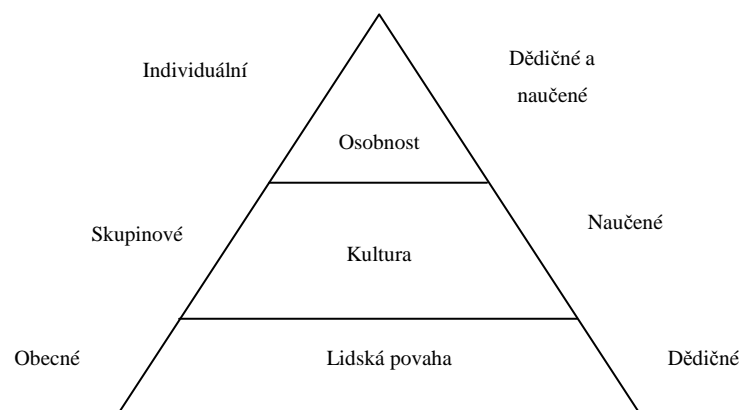 Individuální
Dědičné a
naučené
Osobnost
Skupinové
Naučené
Kultura
Obecné
Lidská povaha
Dědičné